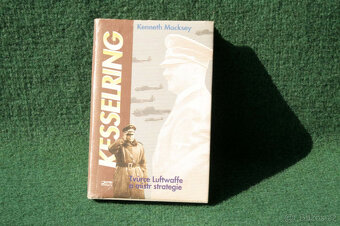 Kenneth Macksey
KESSELRING
Tvůrce Luftwaffe
a mistr strategie